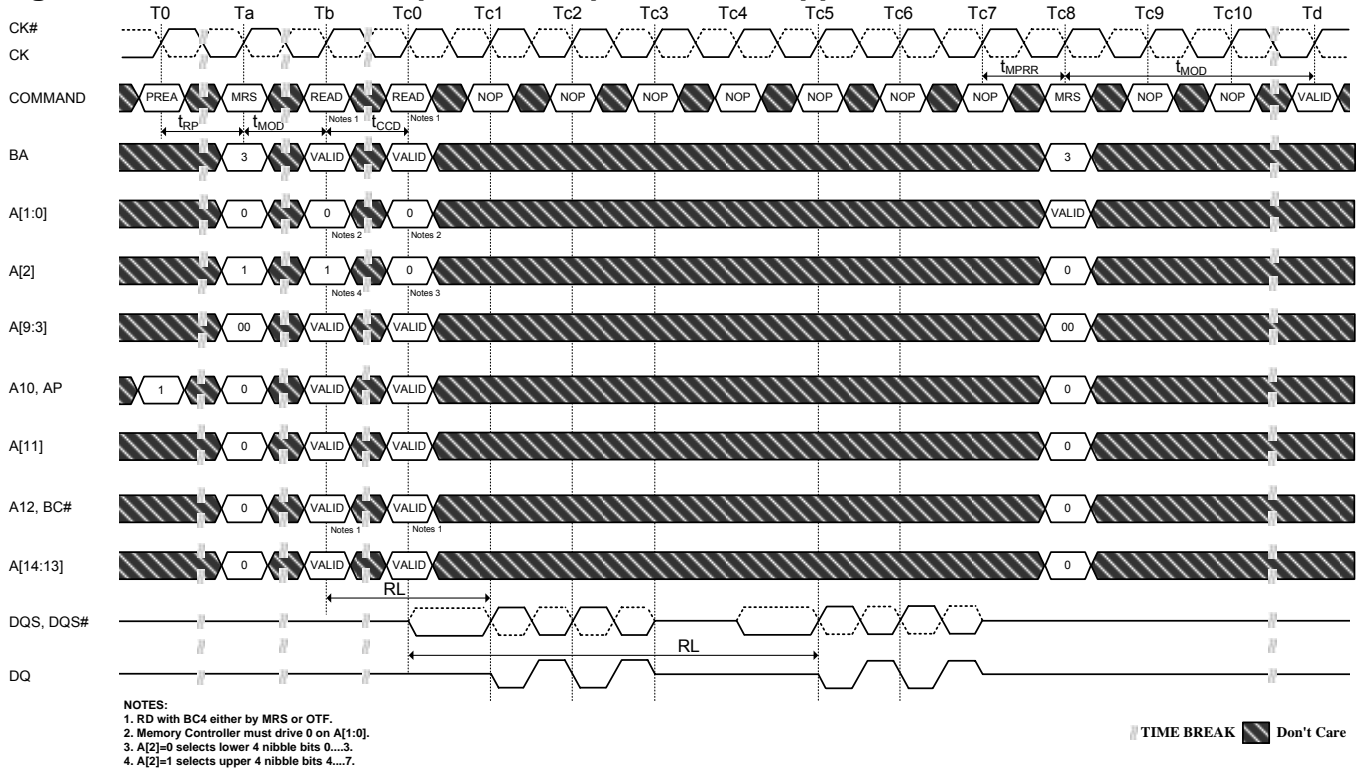 T0 Ta Tb Tc0 Tc1 Tc2 Tc3 Tc4 Tc5 Tc6 Tc7 Tc8 Tc9 Tc10 Td
CK#
CK
tMPRR tMOD
COMMAND PREA MRS READ READ NOP NOP NOP NOP NOP NOP NOP MRS NOP NOP VALID
Notes 1 Notes 1
tRP tMOD tCCD
BA 3 VALID VALID 3
A[1:0] 0 0 0 VALID
Notes 2 Notes 2
A[2] 1 1 0 0
Notes 4 Notes 3
A[9:3] 00 VALID VALID 00
A10, AP 1 0 VALID VALID 0
A[11] 0 VALID VALID 0
A12, BC# 0 VALID VALID 0
Notes 1 Notes 1
A[14:13] 0 VALID VALID 0
RL
DQS, DQS#
RL
DQ
NOTES:
1. RD with BC4 either by MRS or OTF.
2. Memory Controller must drive 0 on A[1:0].
3. A[2]=0 selects lower 4 nibble bits 0....3.
4. A[2]=1 selects upper 4 nibble bits 4....7.
TIME BREAK Don't Care